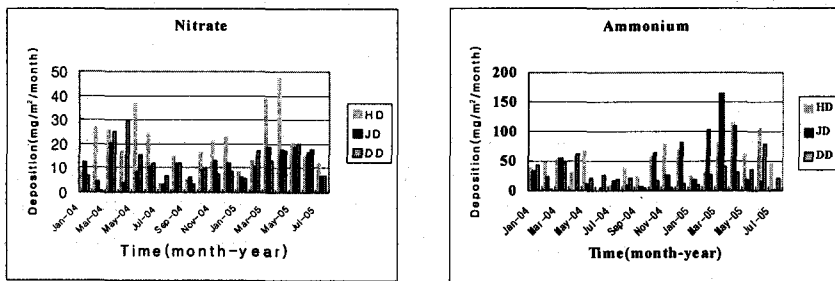 Nitrate
Deposition(mg/m²/month)
50
40
30
20
10
0
Jan-04
Mar-04
May-04
Jul-04
Sep-04
Nov-04
Jan-05
Mar-05
May-05
Jul-05
Time(month-year)
HD
JD
DD
Ammonium
Deposition(mg/m²/month)
200
150
100
50
0
Jan-04
Mar-04
May-04
Jul-04
Sep-04
Nov-04
Jan-05
Mar-05
May-05
Jul-05
Time(month-year)
HD
JD
DD